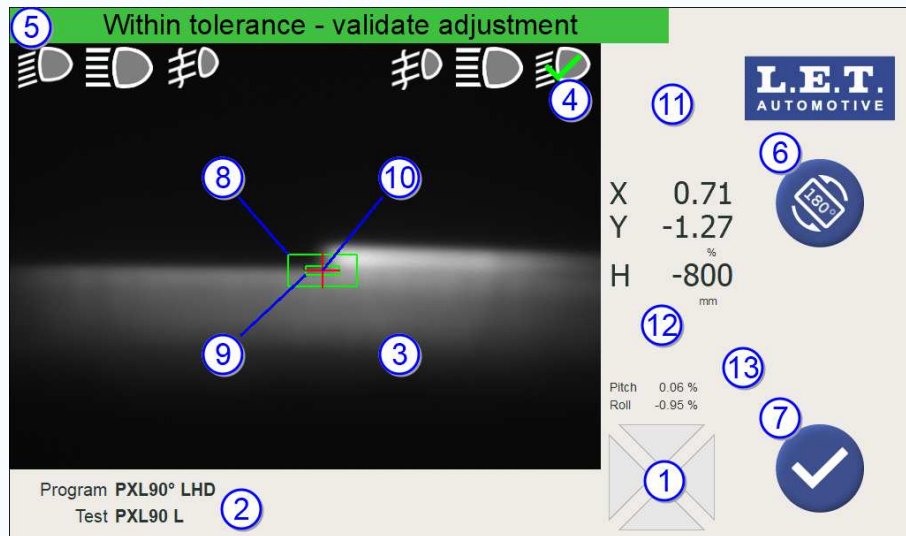 5 Within tolerance - validate adjustment
4
11
L.E.T.
AUTOMOTIVE
6
180°
8
10
X 0.71
Y -1.27
%
H -800
mm
12
9
3
13
Pitch 0.06 %
Roll -0.95 %
7
1
Program PXL90° LHD
Test PXL90 L
2